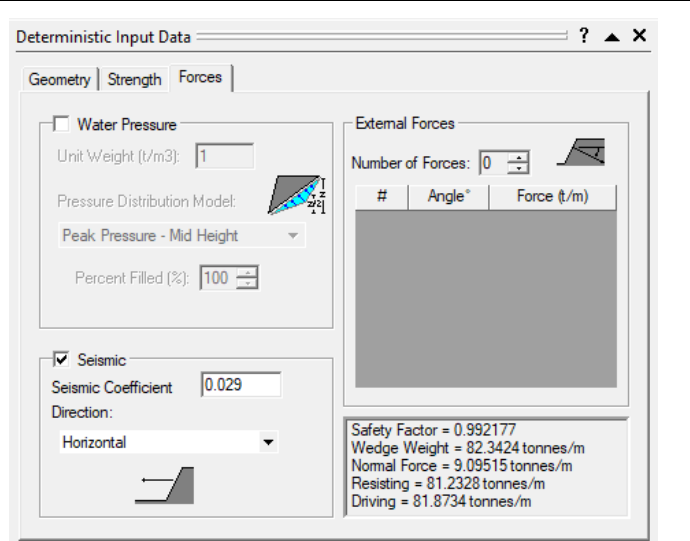 Deterministic Input Data ? ▲ ✕
Geometry Strength Forces
Water Pressure
Unit Weight (t/m3): 1
Pressure Distribution Model:
z
z/2
Peak Pressure - Mid Height
Percent Filled (%): 100
Seismic
Seismic Coefficient 0.029
Direction:
Horizontal
External Forces
Number of Forces: 0
# Angle° Force (t/m)
Safety Factor = 0.992177
Wedge Weight = 82.3424 tonnes/m
Normal Force = 9.09515 tonnes/m
Resisting = 81.2328 tonnes/m
Driving = 81.8734 tonnes/m